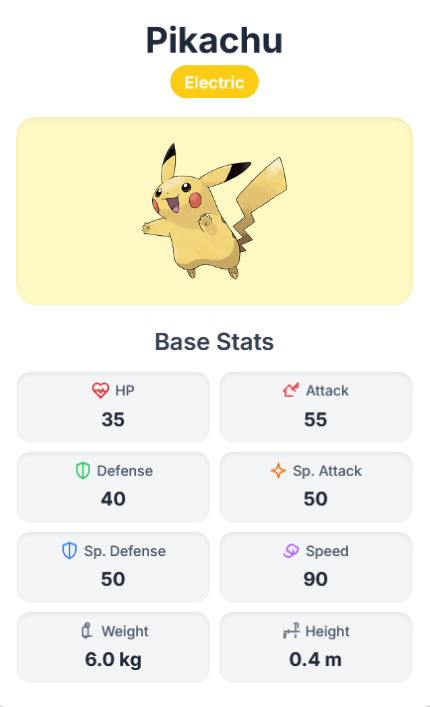 Pikachu
Electric
Base Stats
HP
35
Attack
55
Defense
40
Sp. Attack
50
Sp. Defense
50
Speed
90
Weight
6.0 kg
Height
0.4 m